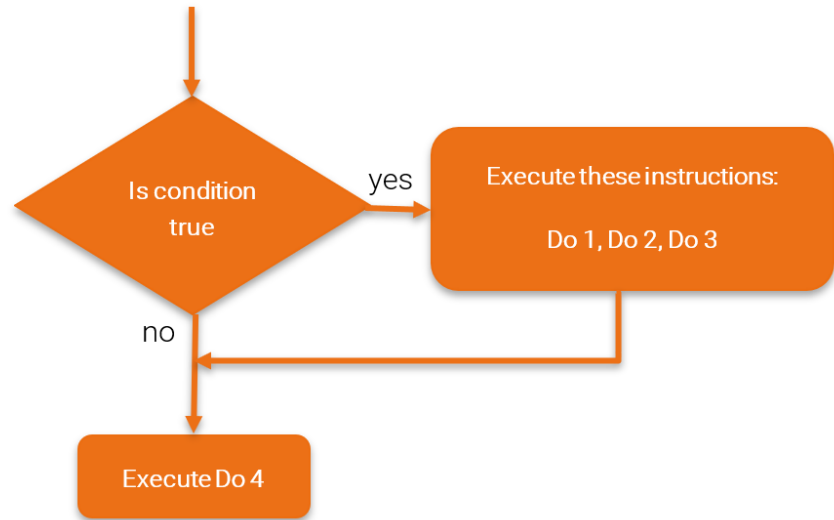 Is condition
true
yes
Execute these instructions:
Do 1, Do 2, Do 3
no
Execute Do 4